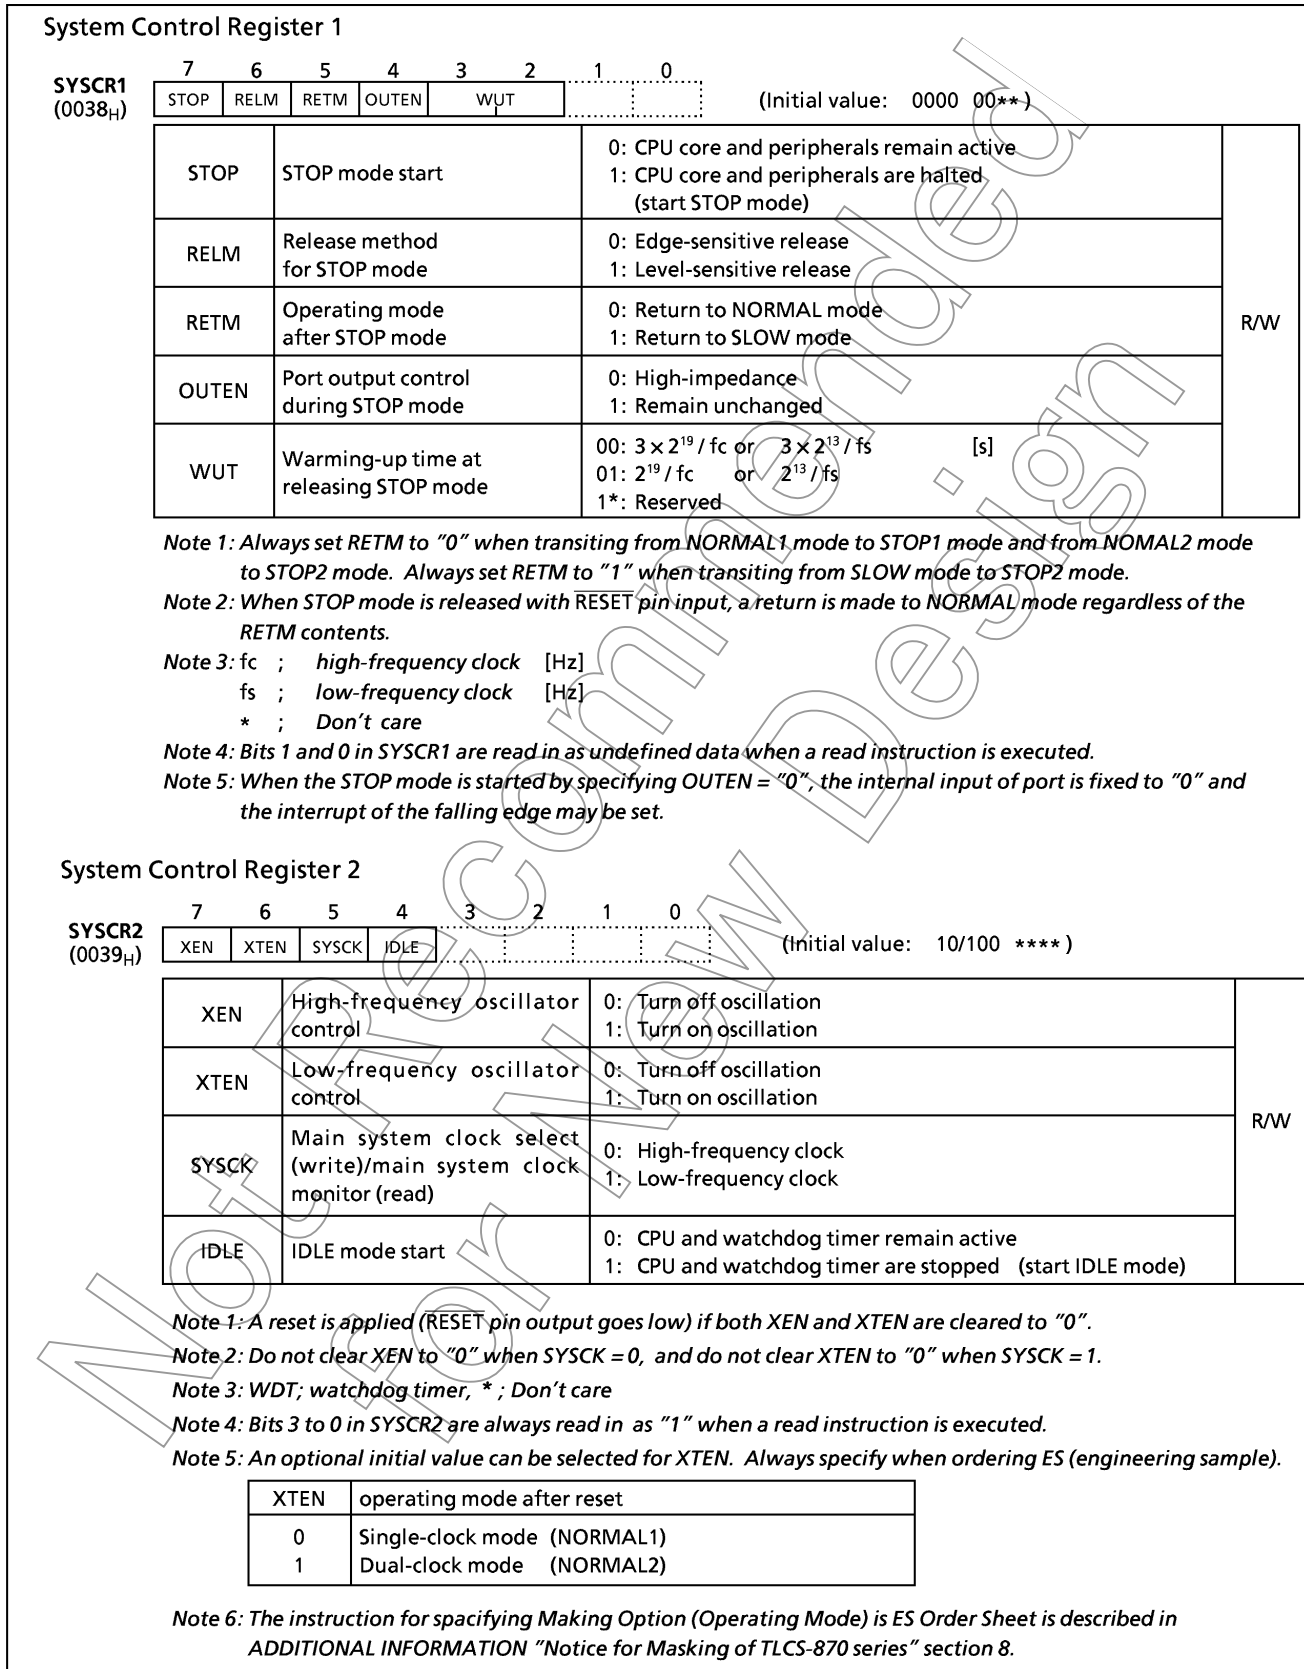 System Control Register 1
7 6 5 4 3 2 1 0
SYSCR1 (0038H) STOP RELM RETM OUTEN WUT (Initial value: 0000 00**)
STOP STOP mode start 0: CPU core and peripherals remain active
1: CPU core and peripherals are halted
(start STOP mode)
RELM Release method for STOP mode 0: Edge-sensitive release
1: Level-sensitive release
RETM Operating mode after STOP mode 0: Return to NORMAL mode
1: Return to SLOW mode
R/W
OUTEN Port output control during STOP mode 0: High-impedance
1: Remain unchanged
WUT Warming-up time at releasing STOP mode 00: 3 × 2¹⁹ / fc or 3 × 2¹³ / fs [s]
01: 2¹⁹ / fc or 2¹³ / fs
1*: Reserved
Note 1: Always set RETM to "0" when transiting from NORMAL1 mode to STOP1 mode and from NOMAL2 mode
to STOP2 mode. Always set RETM to "1" when transiting from SLOW mode to STOP2 mode.
Note 2: When STOP mode is released with RESET pin input, a return is made to NORMAL mode regardless of the
RETM contents.
Note 3: fc ; high-frequency clock [Hz]
fs ; low-frequency clock [Hz]
* ; Don't care
Note 4: Bits 1 and 0 in SYSCR1 are read in as undefined data when a read instruction is executed.
Note 5: When the STOP mode is started by specifying OUTEN = "0", the internal input of port is fixed to "0" and
the interrupt of the falling edge may be set.
System Control Register 2
7 6 5 4 3 2 1 0
SYSCR2 (0039H) XEN XTEN SYSCK IDLE (Initial value: 10/100 ****)
XEN High-frequency oscillator control 0: Turn off oscillation
1: Turn on oscillation
XTEN Low-frequency oscillator control 0: Turn off oscillation
1: Turn on oscillation
R/W
SYSCK Main system clock select (write)/main system clock monitor (read) 0: High-frequency clock
1: Low-frequency clock
IDLE IDLE mode start 0: CPU and watchdog timer remain active
1: CPU and watchdog timer are stopped (start IDLE mode)
Note 1: A reset is applied (RESET pin output goes low) if both XEN and XTEN are cleared to "0".
Note 2: Do not clear XEN to "0" when SYSCK = 0, and do not clear XTEN to "0" when SYSCK = 1.
Note 3: WDT; watchdog timer, * ; Don't care
Note 4: Bits 3 to 0 in SYSCR2 are always read in as "1" when a read instruction is executed.
Note 5: An optional initial value can be selected for XTEN. Always specify when ordering ES (engineering sample).
XTEN operating mode after reset
0 Single-clock mode (NORMAL1)
1 Dual-clock mode (NORMAL2)
Note 6: The instruction for spacifying Making Option (Operating Mode) is ES Order Sheet is described in
ADDITIONAL INFORMATION "Notice for Masking of TLCS-870 series" section 8.
Not Recommended
for New Design